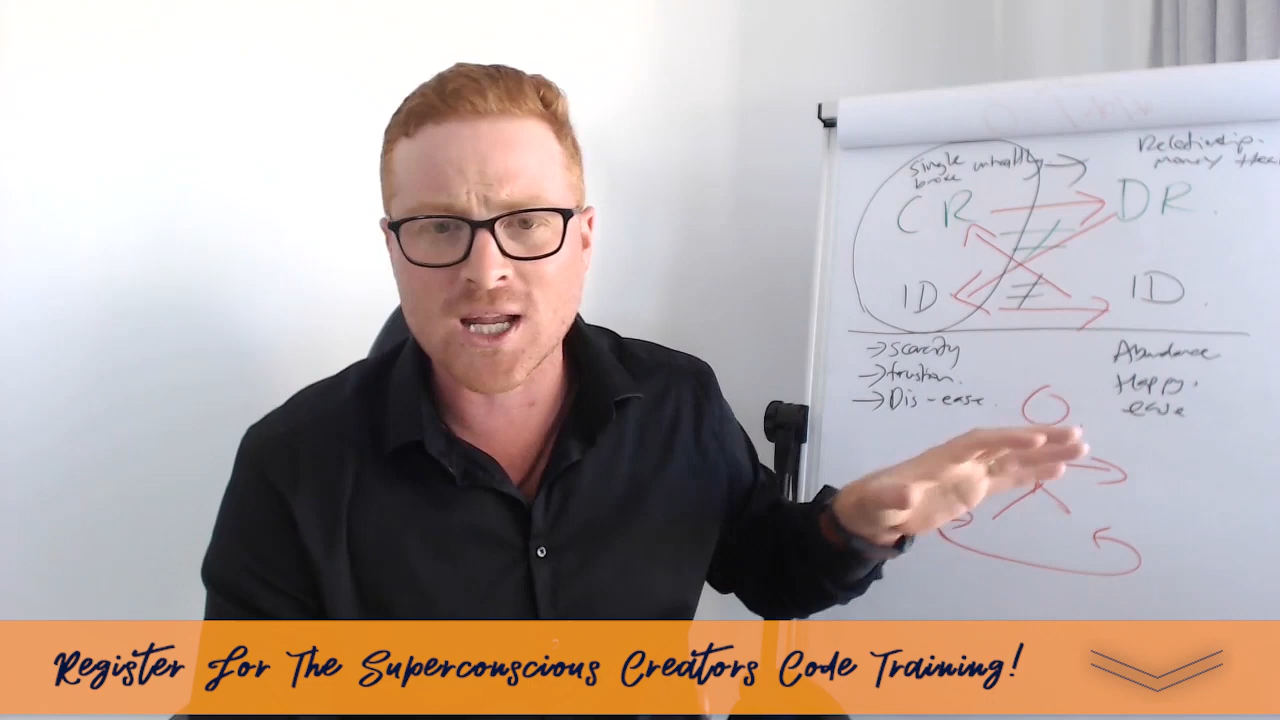 Relationship.
single unhealthy
broke
money
CR
DR.
ID
ID.
→ Scarcity
Abundance
Happy.
→ Dis-ease.
ease
Register For The Superconscious Creators Code Training!